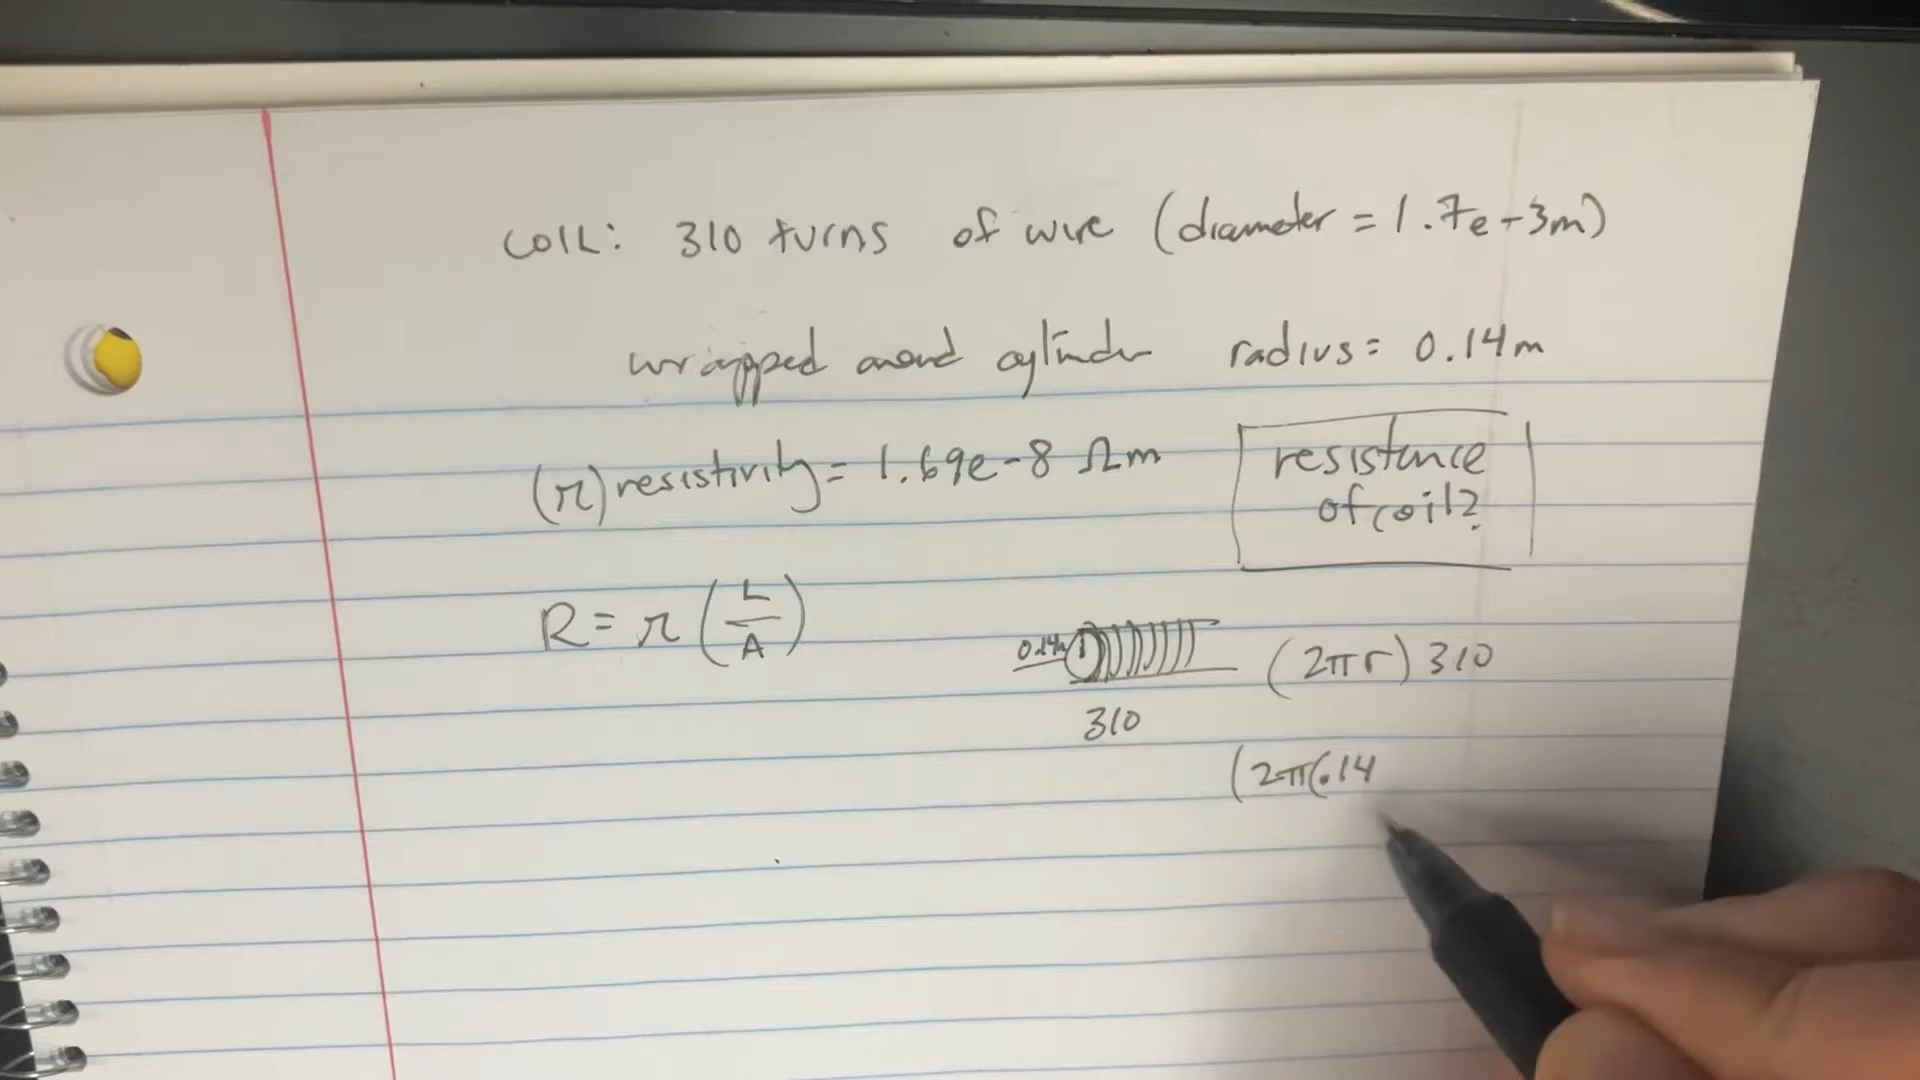 coil: 310 turns of wire (diameter = 1.7e-3m)
wrapped around cylinder radius = 0.14m
(r) resistivity = 1.69e-8 Ωm
resistance
of coil?
R = r (L/A)
0.14m
(2πr) 310
310
(2π(.14